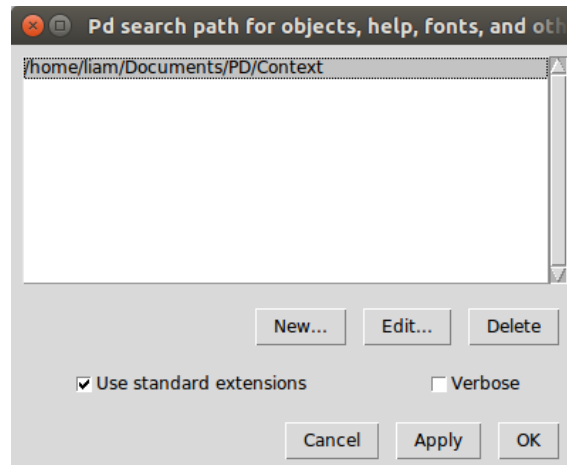 Pd search path for objects, help, fonts, and oth
/home/liam/Documents/PD/Context
New... Edit... Delete
Use standard extensions Verbose
Cancel Apply OK